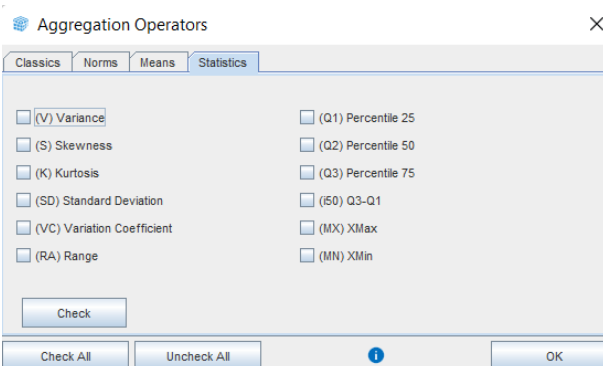 Aggregation Operators
Classics Norms Means Statistics
(V) Variance
(S) Skewness
(K) Kurtosis
(SD) Standard Deviation
(VC) Variation Coefficient
(RA) Range
(Q1) Percentile 25
(Q2) Percentile 50
(Q3) Percentile 75
(i50) Q3-Q1
(MX) XMax
(MN) XMin
Check
Check All Uncheck All OK